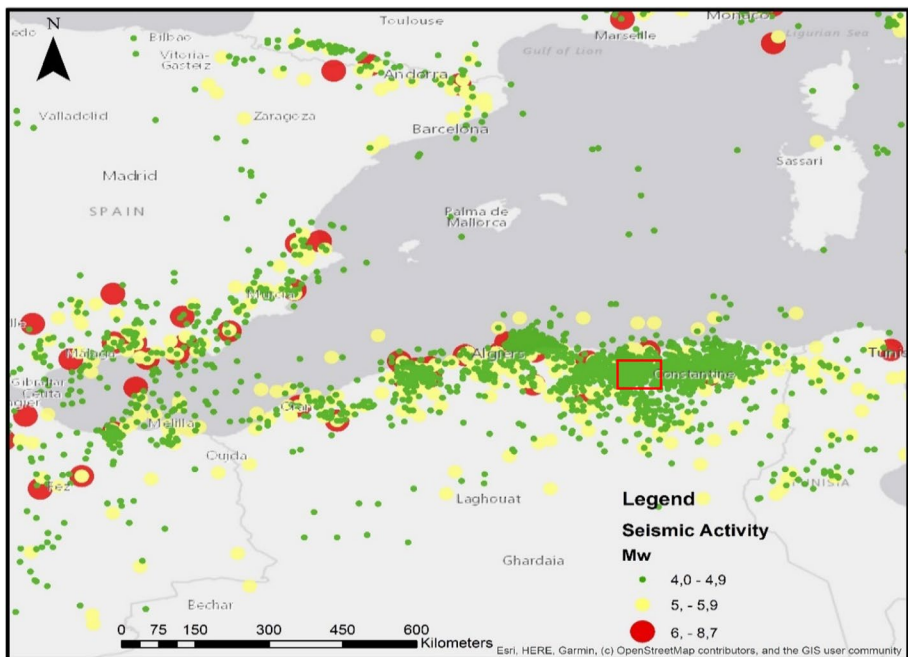 Toulouse
Monaco
Ligurian Sea
N
Bilbao
Marseille
Gulf of Lion
Vitoria-
Gasteiz
Andorra
Valladolid
Zaragoza
Barcelona
Sassari
Madrid
SPAIN
Palma de
Mallorca
Murcia
Malaga
Algiers
Tunis
Constantine
Gibraltar
Ceuta
Oran
Melilla
Oujda
Fez
Laghouat
TUNISIA
Ghardaia
Bechar
Legend
Seismic Activity
Mw
4,0 - 4,9
5, - 5,9
6, - 8,7
0 75 150 300 450 600
Kilometers
Esri, HERE, Garmin, (c) OpenStreetMap contributors, and the GIS user community